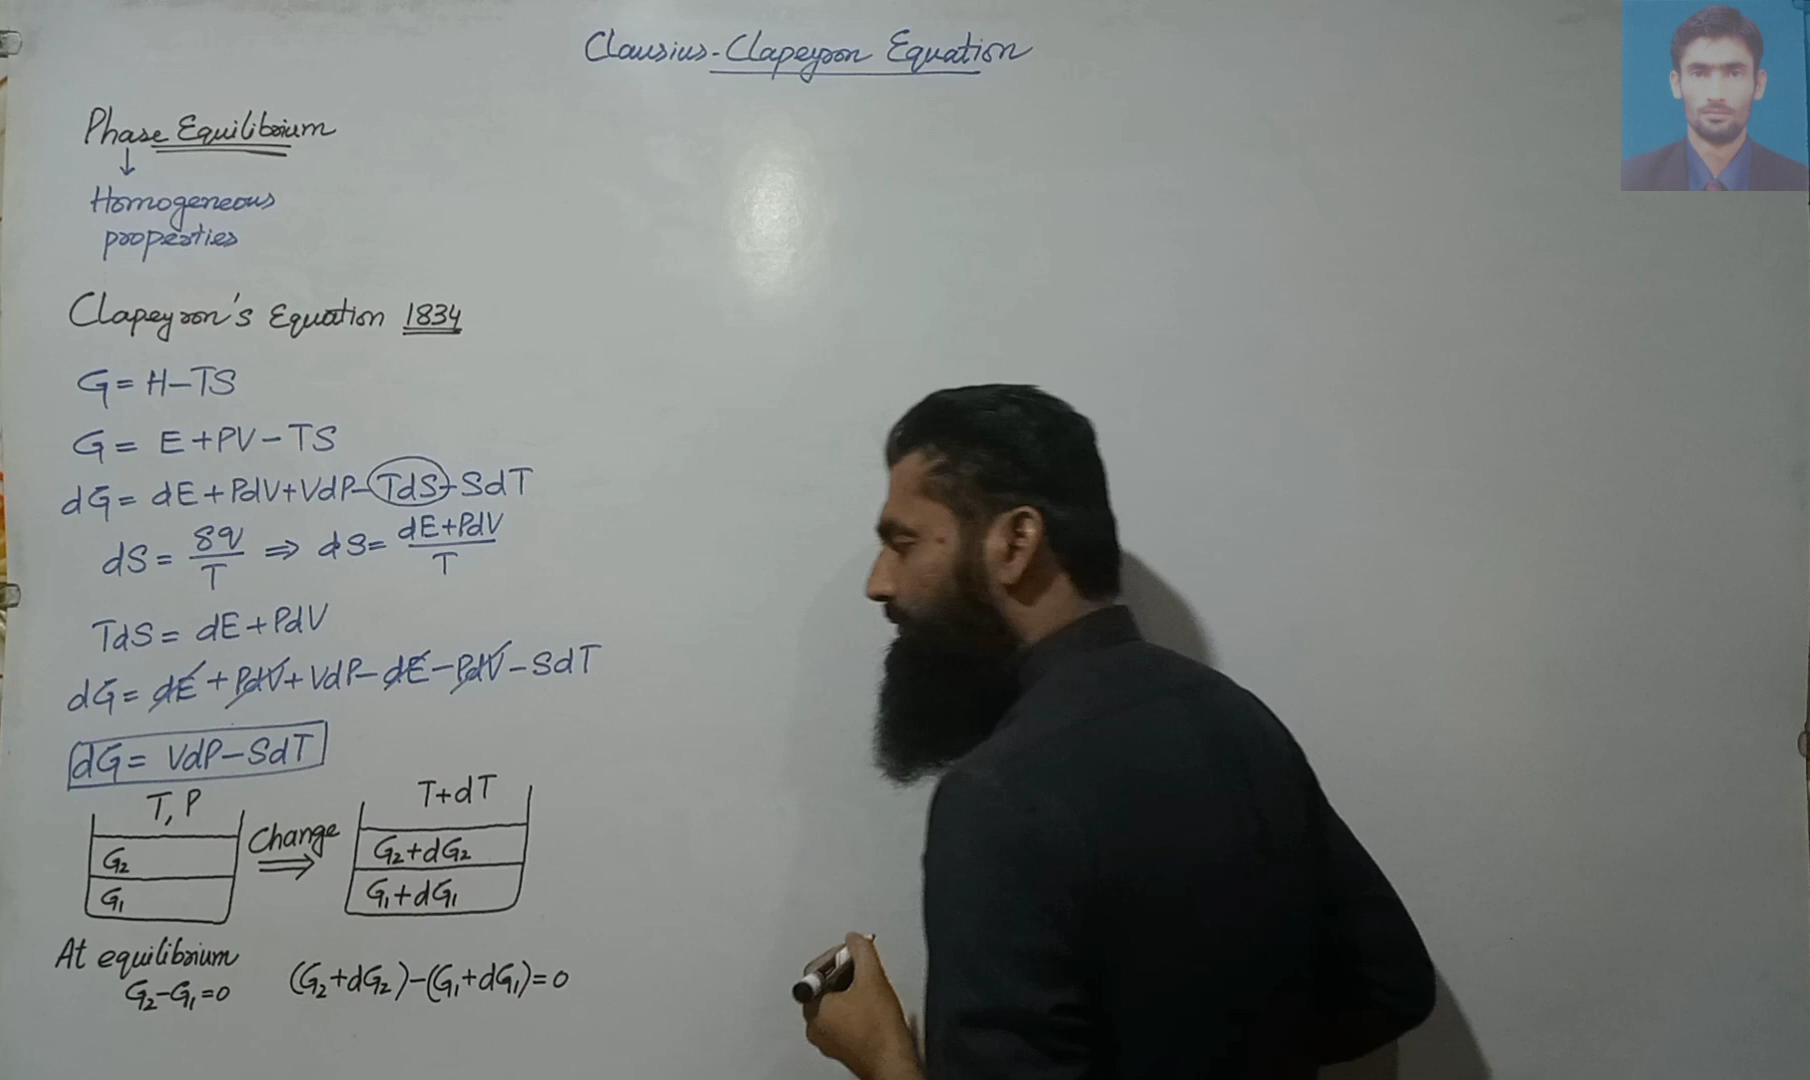 Clausius-Clapeyron Equation
Phase Equilibrium
↓
Homogeneous
properties
Clapeyron's Equation 1834
G = H-TS
G = E+PV-TS
dG = dE+PdV+VdP-TdS-SdT
dS = δq/T ⇒ dS = dE+PdV/T
TdS = dE+PdV
dG = dE+PdV+VdP-dE-PdV-SdT
dG = VdP-SdT
T, P
G₂
G₁
Change
⇒
T+dT
G₂+dG₂
G₁+dG₁
At equilibrium
G₂-G₁=0
(G₂+dG₂)-(G₁+dG₁)=0